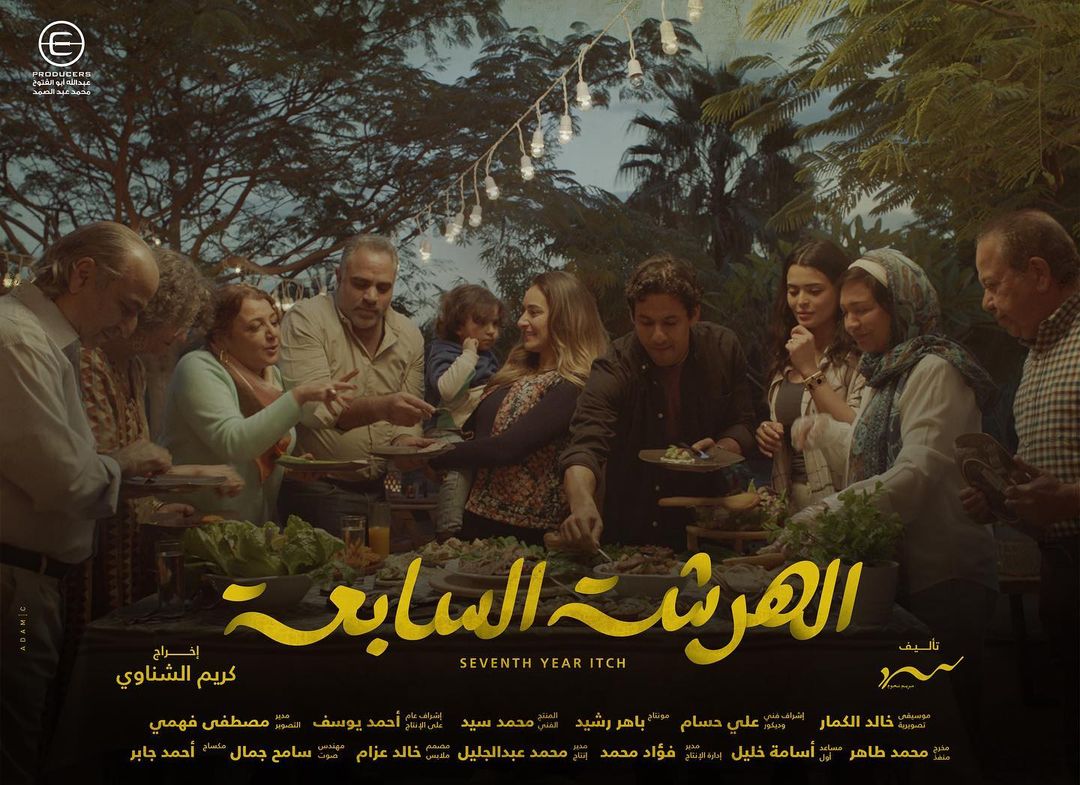 E
PRODUCERS
عبدالله أبو الفتوح
محمد عبد الصمد
الهرشة السابعة
SEVENTH YEAR ITCH
تأليف
سرد
مريم نعوم
إخراج
كريم الشناوي
ADAM|C
موسيقى تصويرية خالد الكمار إشراف فني وديكور علي حسام مونتاج باهر رشيد المنتج الفني محمد سيد إشراف عام على الإنتاج أحمد يوسف مدير التصوير مصطفى فهمي
مخرج منفذ محمد طاهر مساعد أول أسامة خليل مدير إدارة الإنتاج فؤاد محمد مدير إنتاج محمد عبدالجليل مصمم ملابس خالد عزام مهندس صوت سامح جمال مكساج أحمد جابر